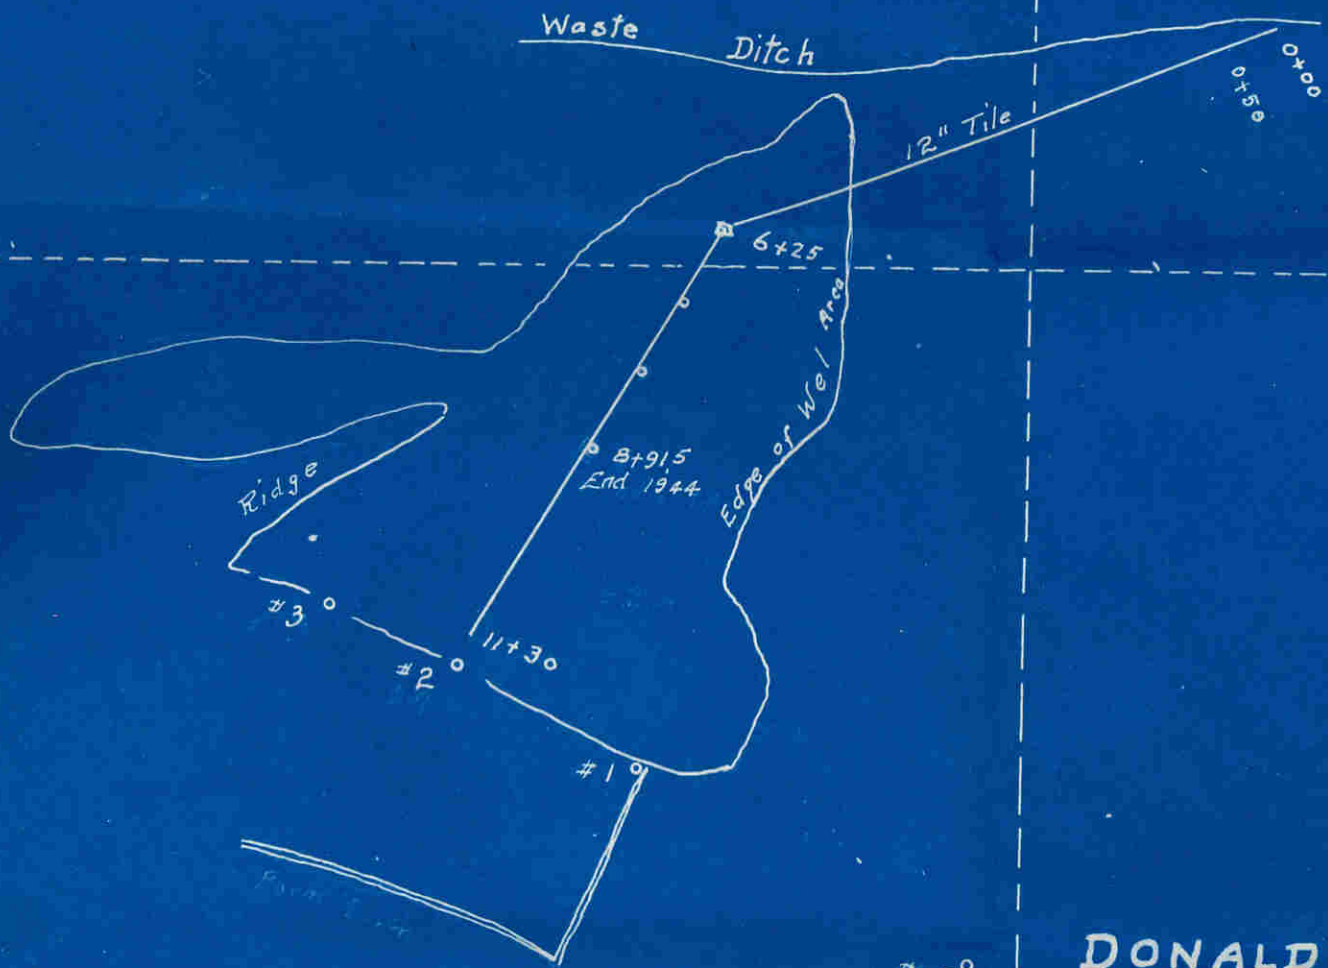 Waste Ditch
0+00
0+50
12" Tile
6+25
Edge of Wet Area
8+91.5
End 1944
Ridge
#3
#2
11+30
#1
Farm
DONALD